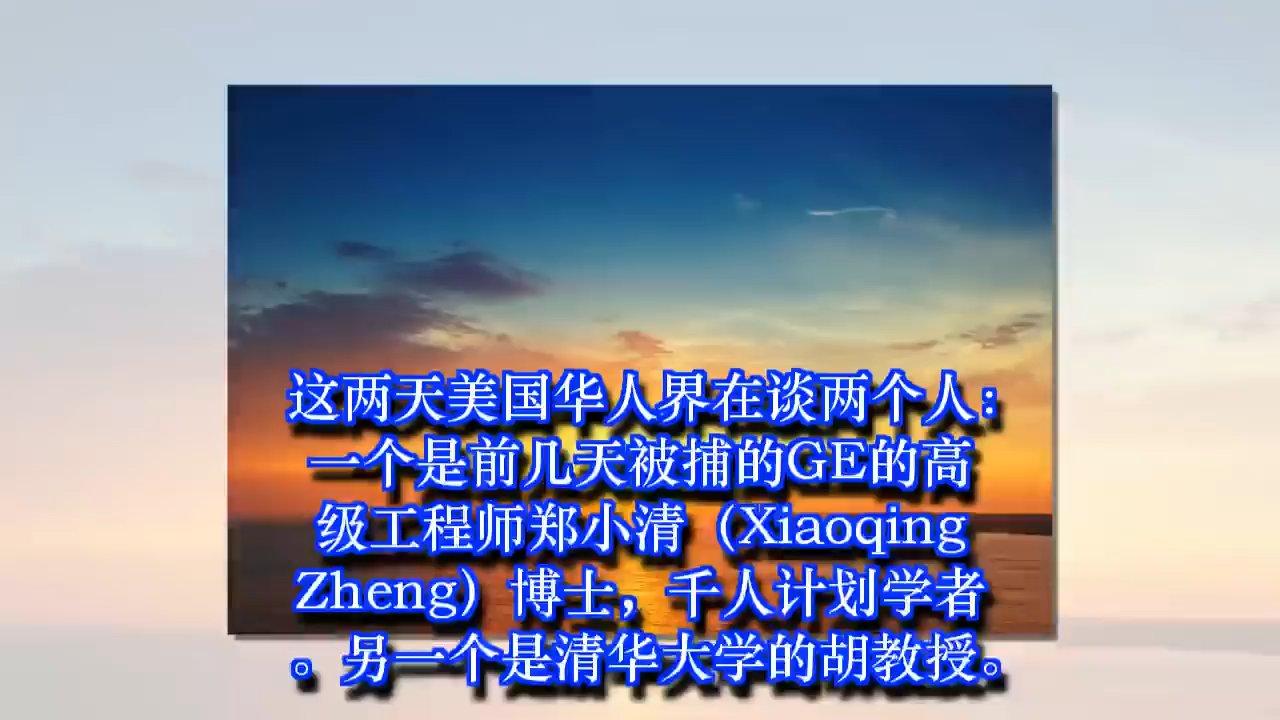 这两天美国华人界在谈两个人：
一个是前几天被捕的GE的高
级工程师郑小清（Xiaoqing
Zheng）博士，千人计划学者
。另一个是清华大学的胡教授。